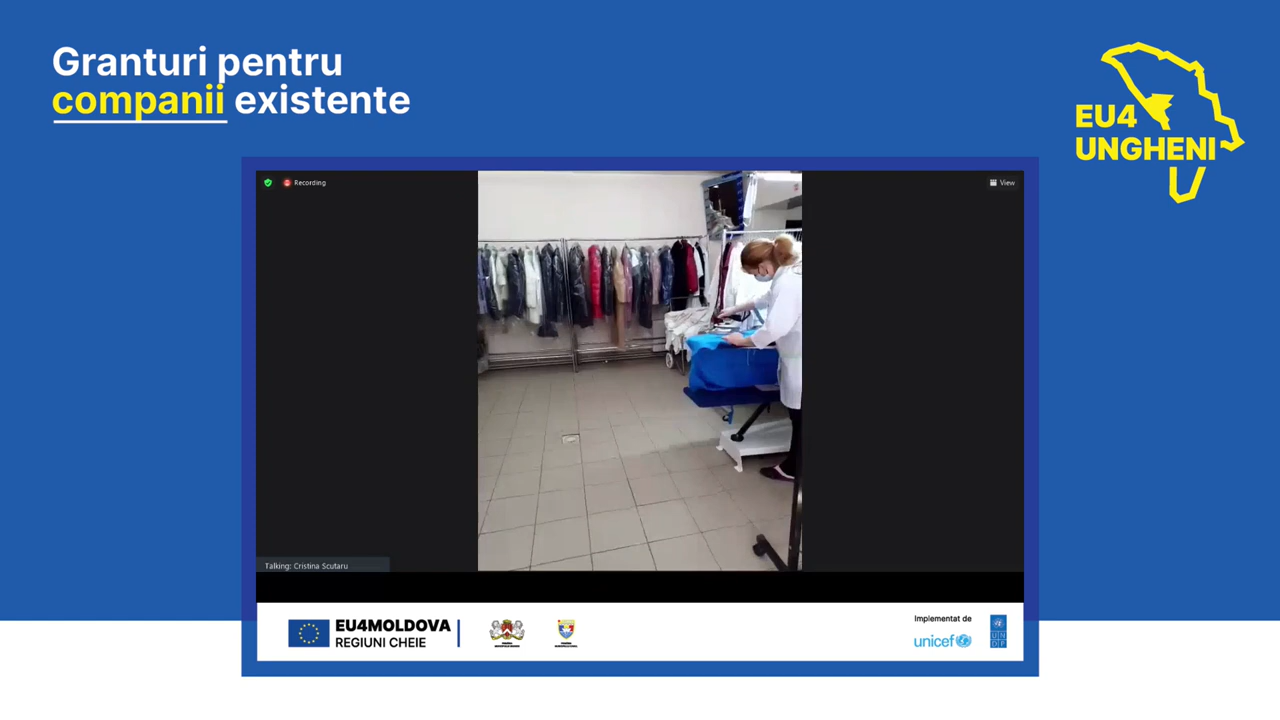 Granturi pentru
companii existente
EU4
UNGHENI
Recording
View
Talking: Cristina Scutaru
EU4MOLDOVA
REGIUNI CHEIE
Implementat de
unicef
U N
D P